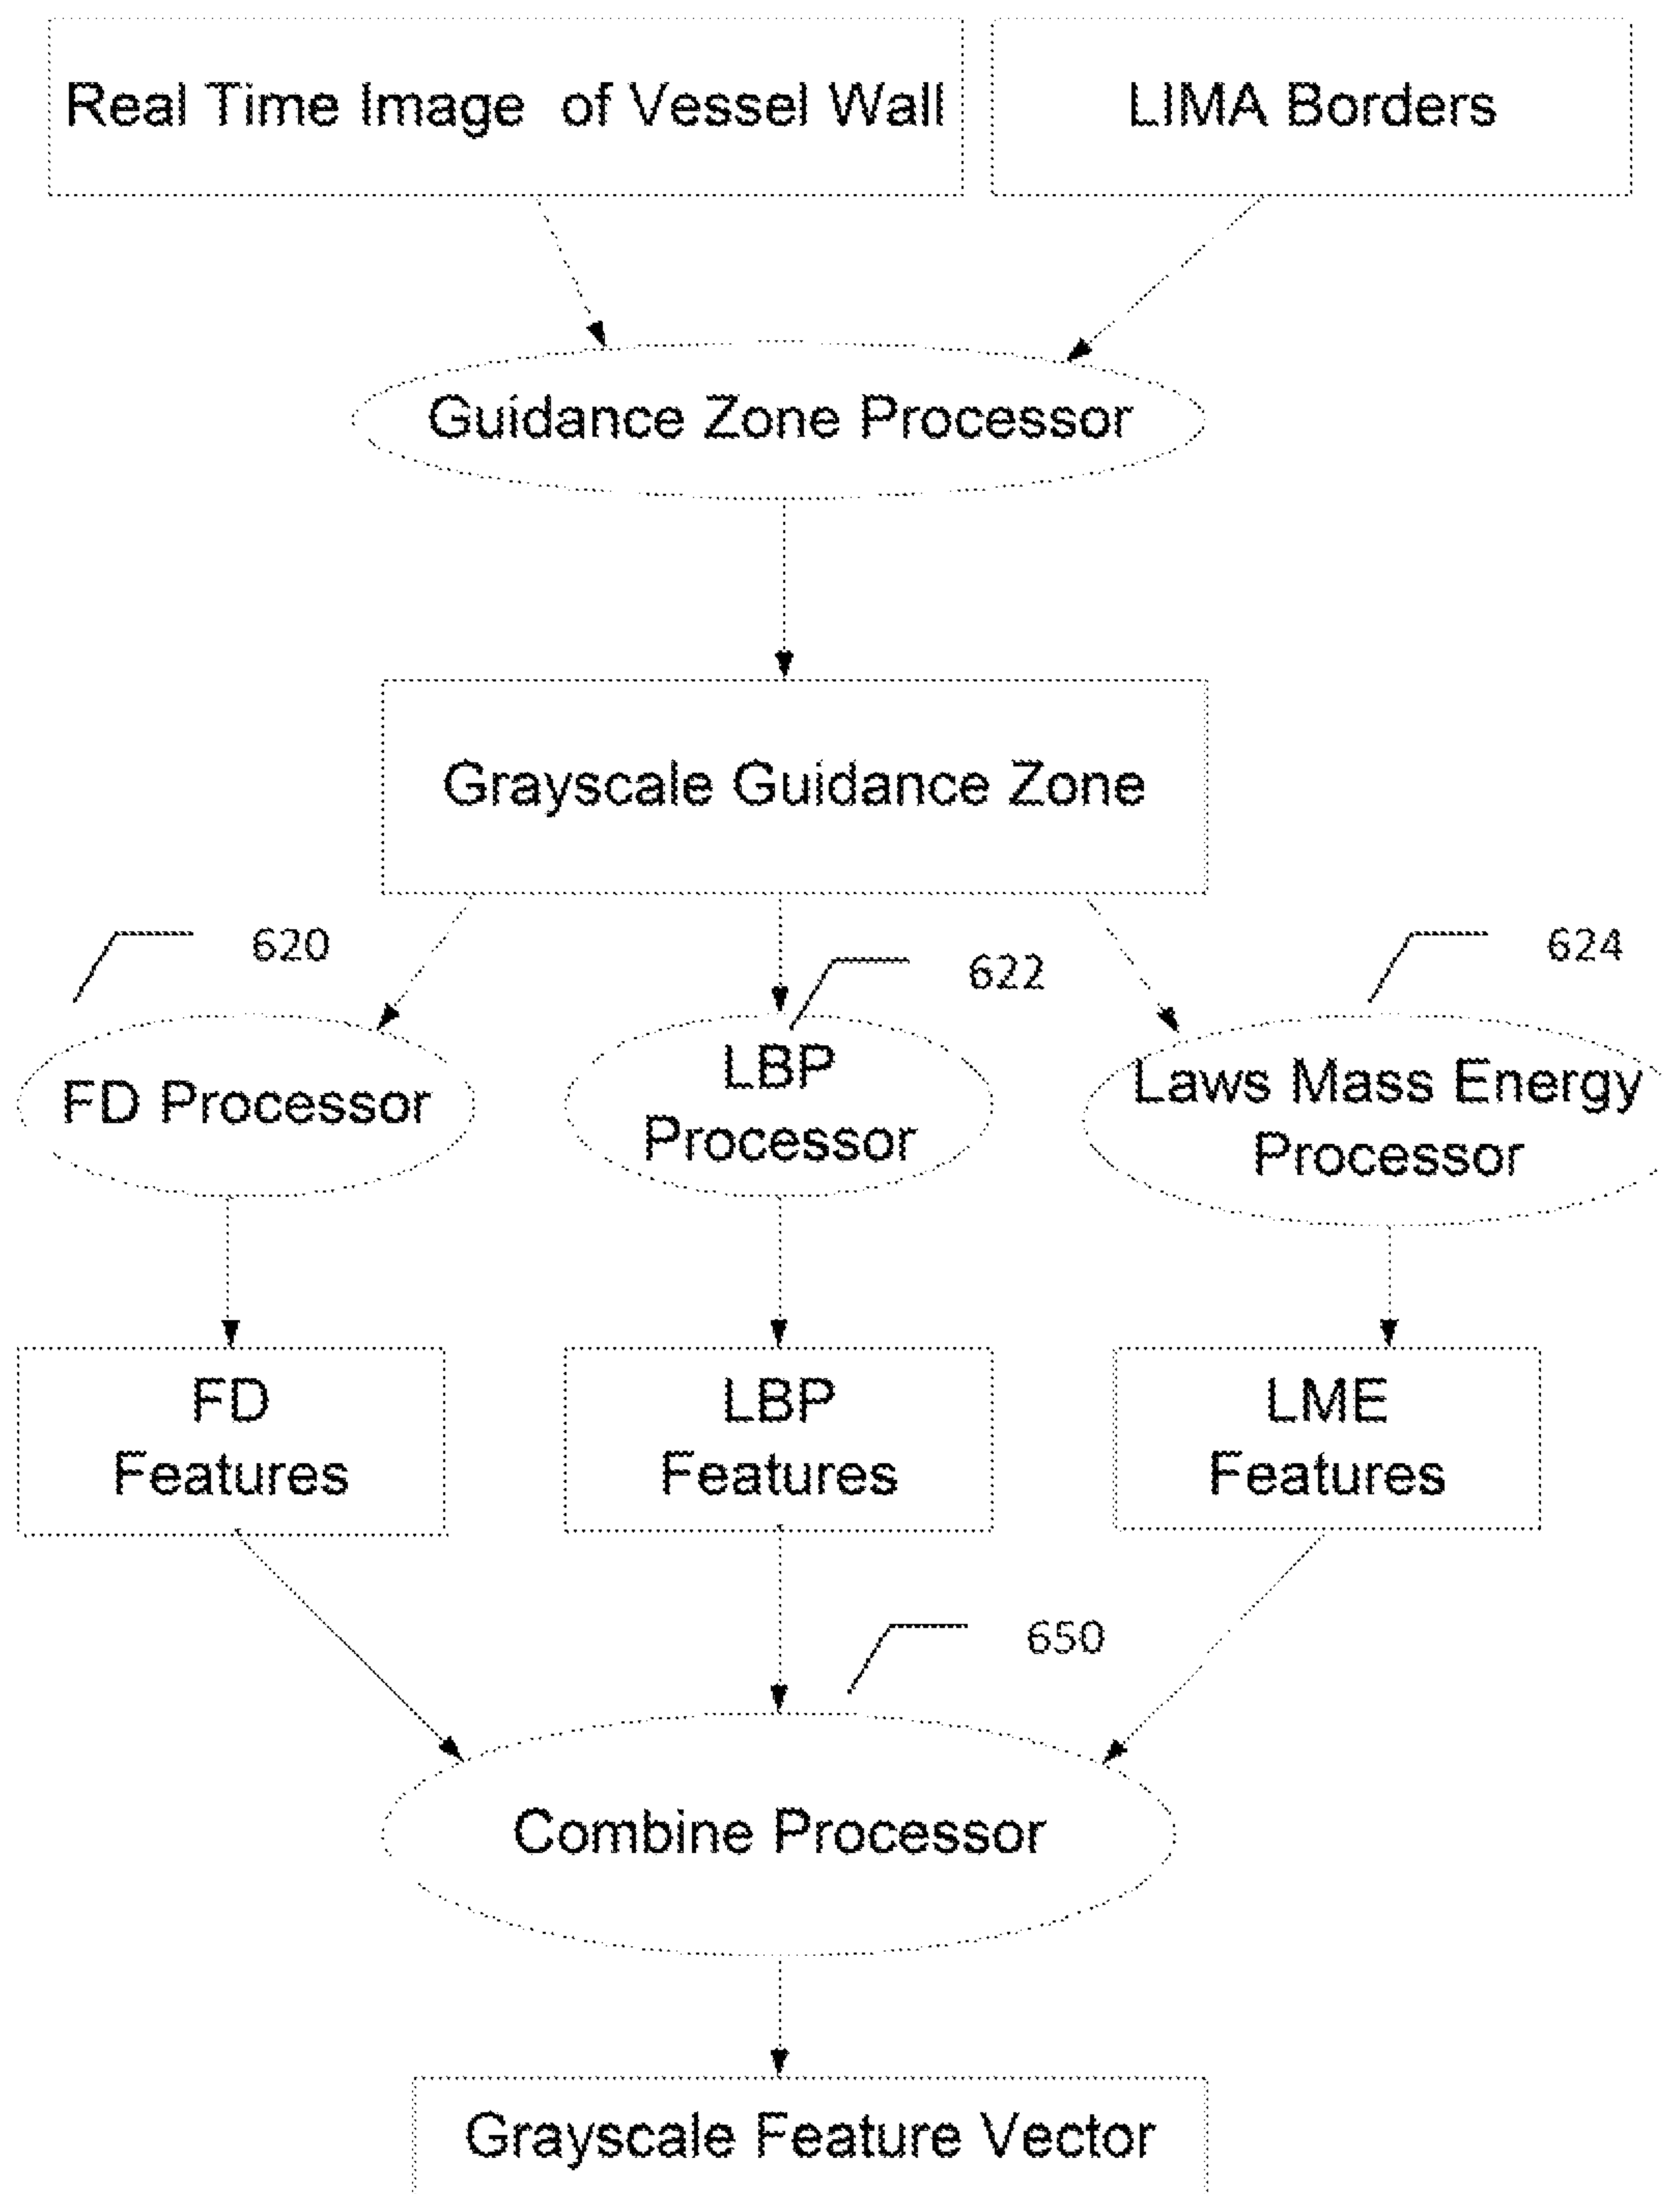 Real Time Image of Vessel Wall
LIMA Borders
Guidance Zone Processor
Grayscale Guidance Zone
620
622
624
FD Processor
LBP
Processor
Laws Mass Energy
Processor
FD
Features
LBP
Features
LME
Features
650
Combine Processor
Grayscale Feature Vector